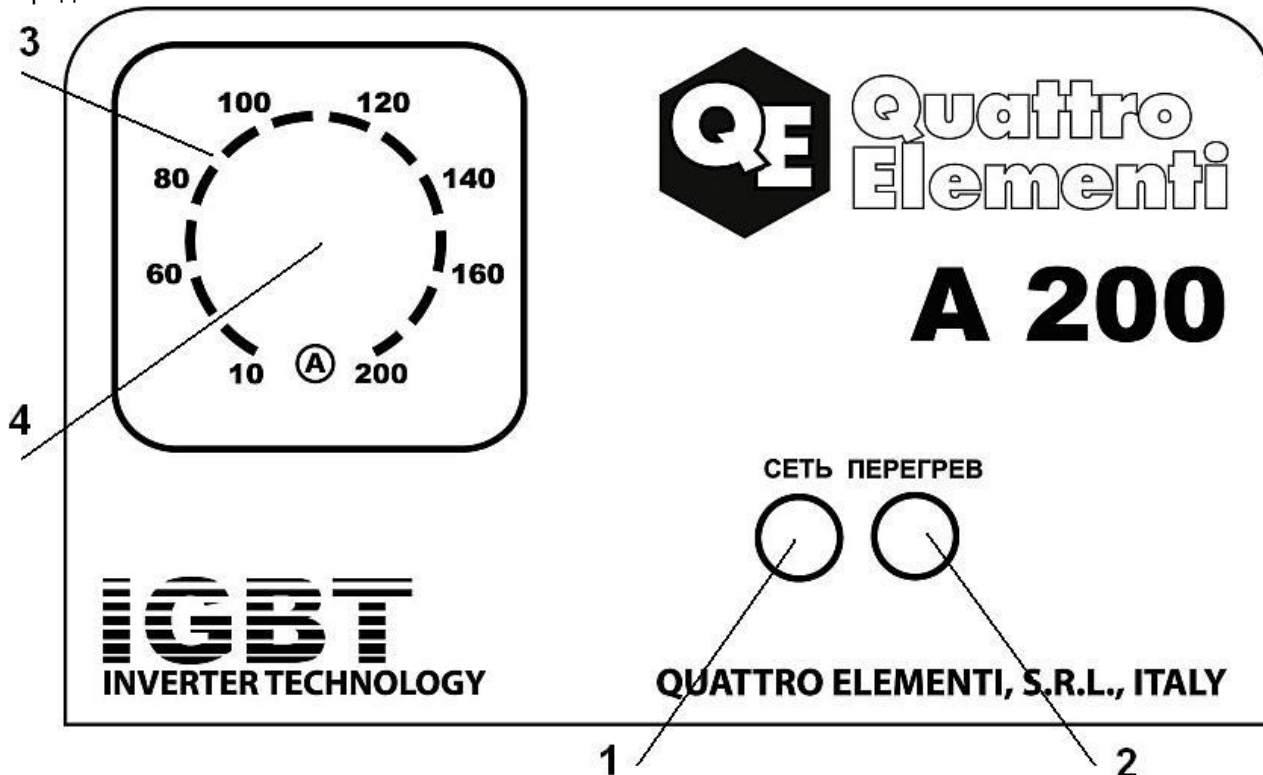 3
100 120
80 140
60 160
10 A 200
4
QE Quattro
Elementi
A 200
СЕТЬ ПЕРЕГРЕВ
IGBT
INVERTER TECHNOLOGY
QUATTRO ELEMENTI, S.R.L., ITALY
1 2